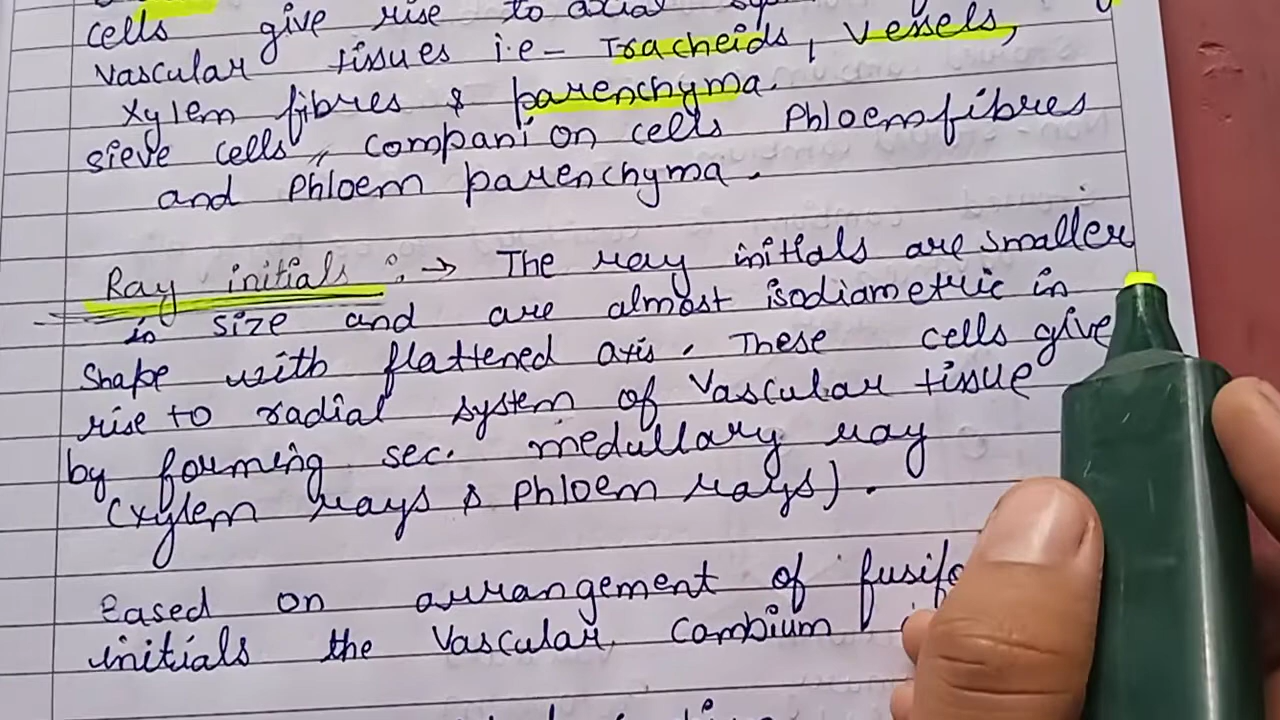 cells give rise to axial
vascular tissues i.e- Tracheids, Vessels,
Xylem fibres & parenchyma.
sieve cells, companion cells Phloem fibres
and Phloem parenchyma.
Ray initials :→ The ray initials are smaller
in size and are almost isodiametric in
shape with flattened axis. These cells give
rise to radial system of Vascular tissue
by forming sec. medullary ray
(xylem rays & Phloem rays).
Based on arrangement of
initials the Vascular Cambium